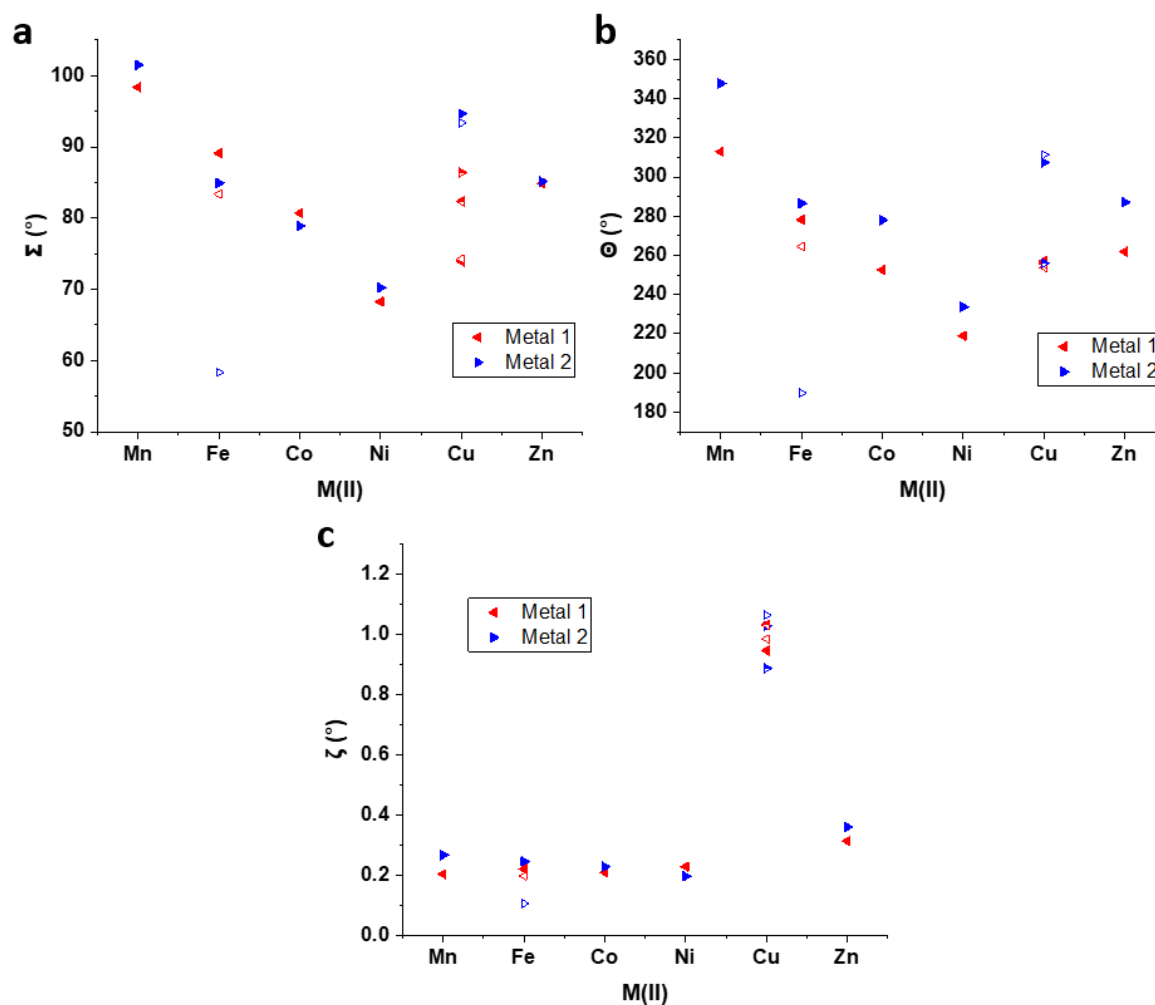 a
100
90
80
70
60
50
Σ (°)
Mn Fe Co Ni Cu Zn
M(II)
Metal 1
Metal 2
b
360
340
320
300
280
260
240
220
200
180
Θ (°)
Mn Fe Co Ni Cu Zn
M(II)
Metal 1
Metal 2
c
1.2
1.0
0.8
0.6
0.4
0.2
0.0
ζ (°)
Mn Fe Co Ni Cu Zn
M(II)
Metal 1
Metal 2